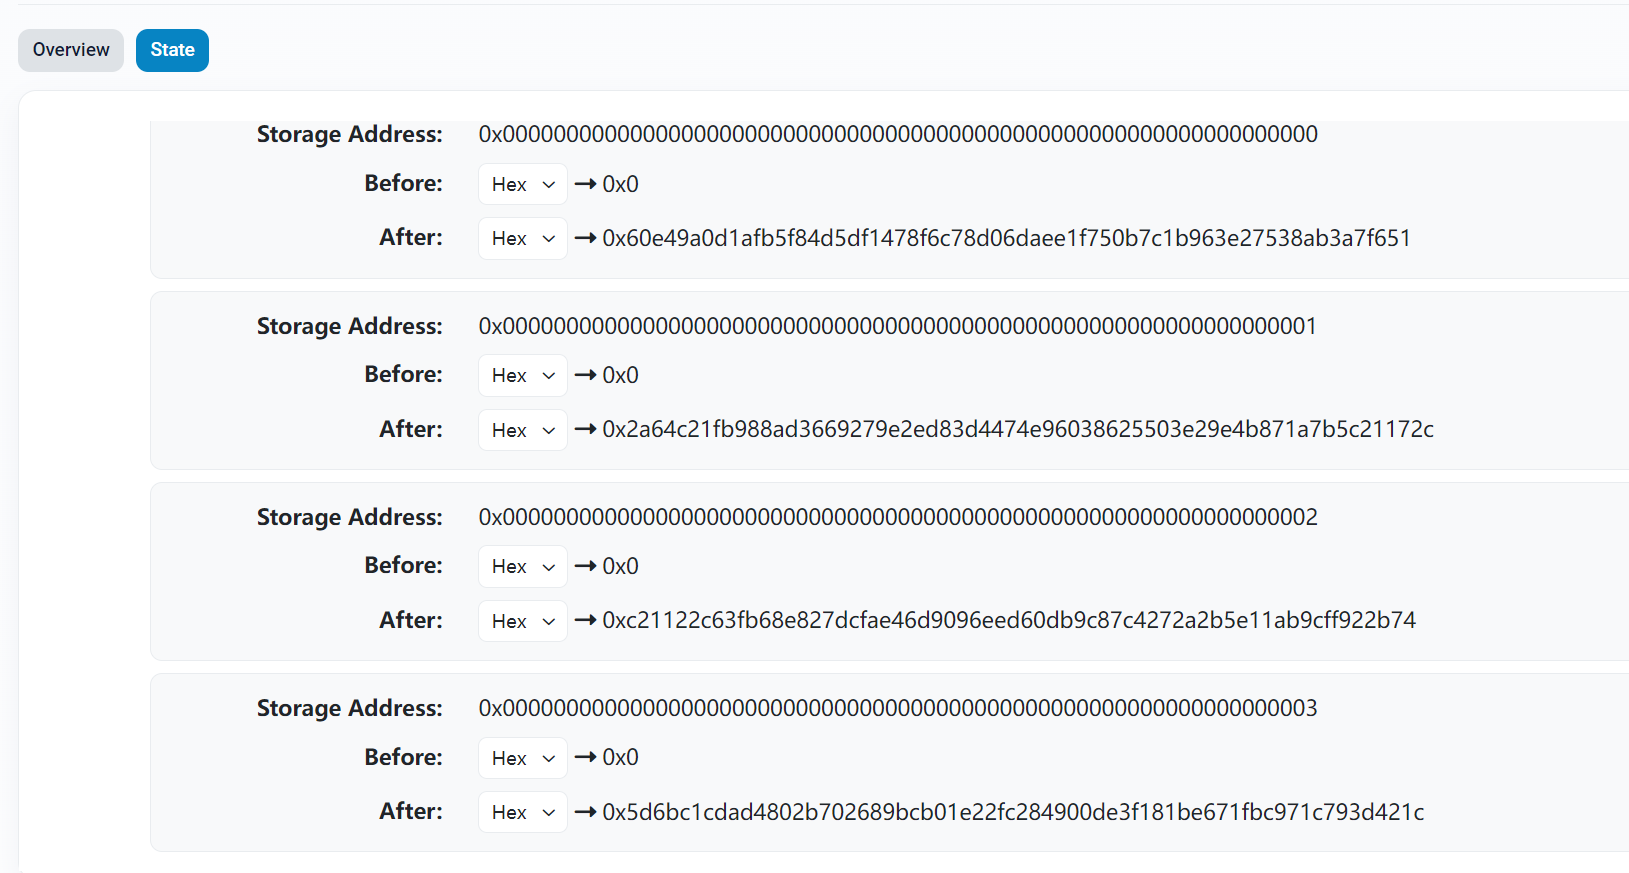 Overview State
Storage Address: 0x0000000000000000000000000000000000000000000000000000000000000000
Before: Hex → 0x0
After: Hex → 0x60e49a0d1afb5f84d5df1478f6c78d06daee1f750b7c1b963e27538ab3a7f651
Storage Address: 0x0000000000000000000000000000000000000000000000000000000000000001
Before: Hex → 0x0
After: Hex → 0x2a64c21fb988ad3669279e2ed83d4474e96038625503e29e4b871a7b5c21172c
Storage Address: 0x0000000000000000000000000000000000000000000000000000000000000002
Before: Hex → 0x0
After: Hex → 0xc21122c63fb68e827dcfae46d9096eed60db9c87c4272a2b5e11ab9cff922b74
Storage Address: 0x0000000000000000000000000000000000000000000000000000000000000003
Before: Hex → 0x0
After: Hex → 0x5d6bc1cdad4802b702689bcb01e22fc284900de3f181be671fbc971c793d421c